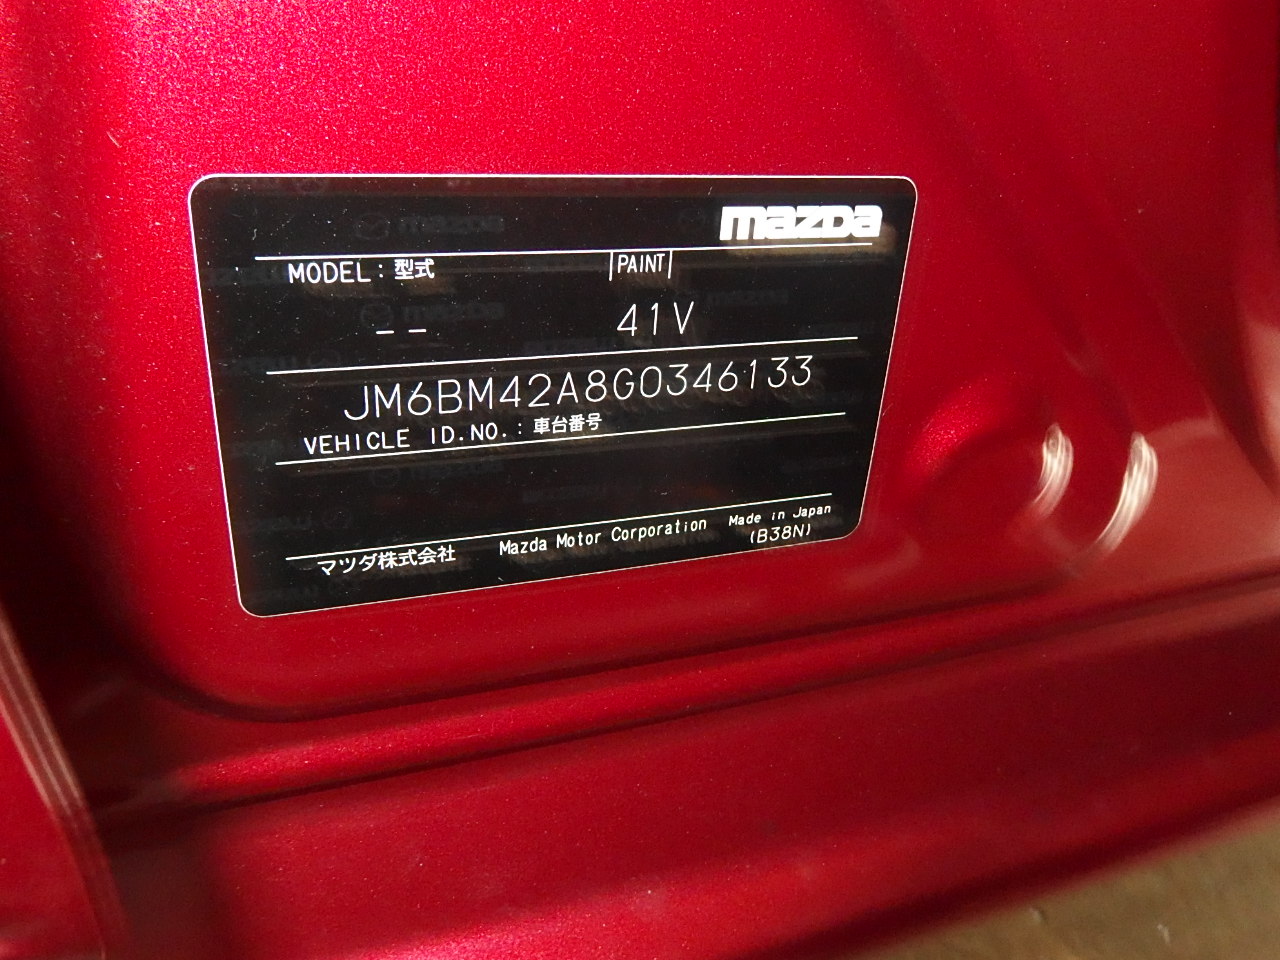 mazda
MODEL : 型式 PAINT
-- 41V
JM6BM42A8G0346133
VEHICLE ID.NO. : 車台番号
マツダ株式会社 Mazda Motor Corporation Made in Japan
(B38N)